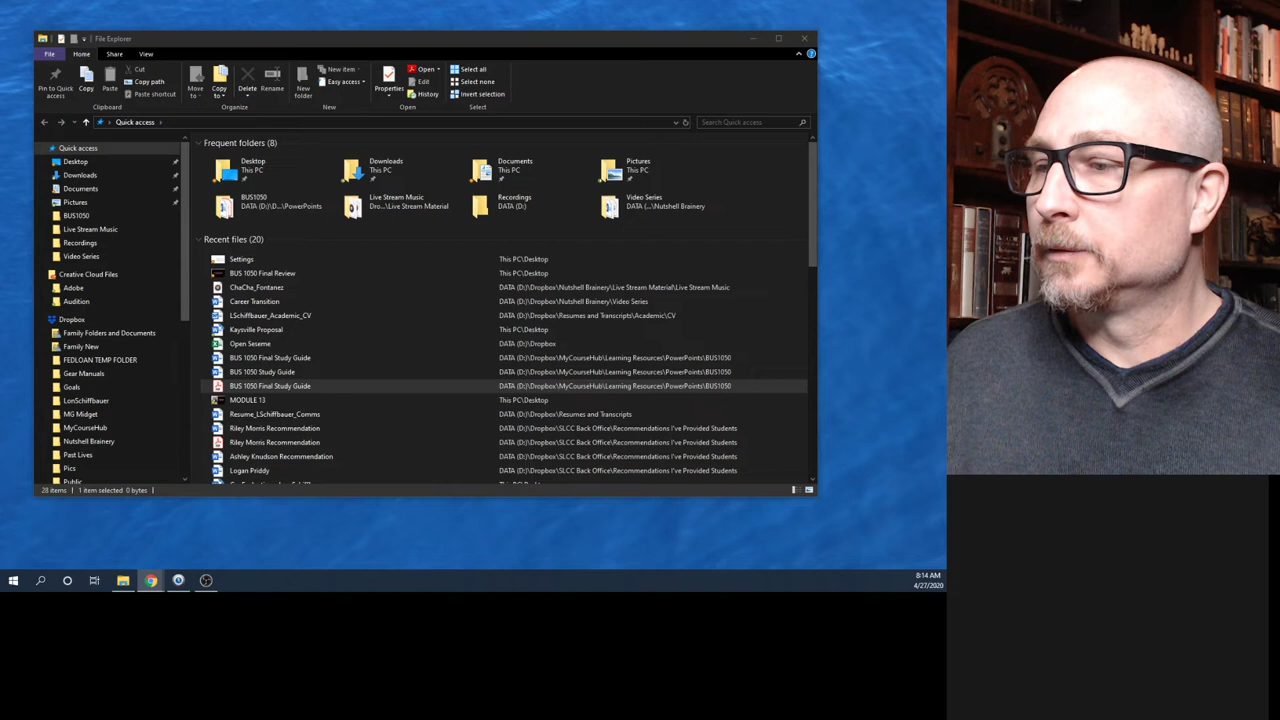 File Explorer
File Home Share View
Pin to Quick access
Copy
Paste
Cut
Copy path
Paste shortcut
Clipboard
Move to
Copy to
Delete
Rename
Organize
New folder
New item
Easy access
New
Properties
Open
Edit
History
Open
Select all
Select none
Invert selection
Select
Quick access
Search Quick access
Quick access
Desktop
Downloads
Documents
Pictures
BUS1050
Live Stream Music
Recordings
Video Series
Creative Cloud Files
Adobe
Audition
Dropbox
Family Folders and Documents
Family New
FEDLOAN TEMP FOLDER
Gear Manuals
Goals
LonSchiffbauer
MG Midget
MyCourseHub
Nutshell Brainery
Past Lives
Pics
Public
Frequent folders (8)
Desktop
This PC
Downloads
This PC
Documents
This PC
Pictures
This PC
BUS1050
DATA (D:)\D...\PowerPoints
Live Stream Music
Dro...\Live Stream Material
Recordings
DATA (D:)
Video Series
DATA (...\Nutshell Brainery
Recent files (20)
Settings This PC\Desktop
BUS 1050 Final Review This PC\Desktop
ChaCha_Fontanez DATA (D:)\Dropbox\Nutshell Brainery\Live Stream Material\Live Stream Music
Career Transition DATA (D:)\Dropbox\Nutshell Brainery\Video Series
LSchiffbauer_Academic_CV DATA (D:)\Dropbox\Resumes and Transcripts\Academic\CV
Kaysville Proposal This PC\Desktop
Open Seseme DATA (D:)\Dropbox
BUS 1050 Final Study Guide DATA (D:)\Dropbox\MyCourseHub\Learning Resources\PowerPoints\BUS1050
BUS 1050 Study Guide DATA (D:)\Dropbox\MyCourseHub\Learning Resources\PowerPoints\BUS1050
BUS 1050 Final Study Guide DATA (D:)\Dropbox\MyCourseHub\Learning Resources\PowerPoints\BUS1050
MODULE 13 This PC\Desktop
Resume_LSchiffbauer_Comms DATA (D:)\Dropbox\Resumes and Transcripts
Riley Morris Recommendation DATA (D:)\Dropbox\SLCC Back Office\Recommendations I've Provided Students
Riley Morris Recommendation DATA (D:)\Dropbox\SLCC Back Office\Recommendations I've Provided Students
Ashley Knudson Recommendation DATA (D:)\Dropbox\SLCC Back Office\Recommendations I've Provided Students
Logan Priddy DATA (D:)\Dropbox\SLCC Back Office\Recommendations I've Provided Students
28 items 1 item selected 0 bytes
8:14 AM
4/27/2020